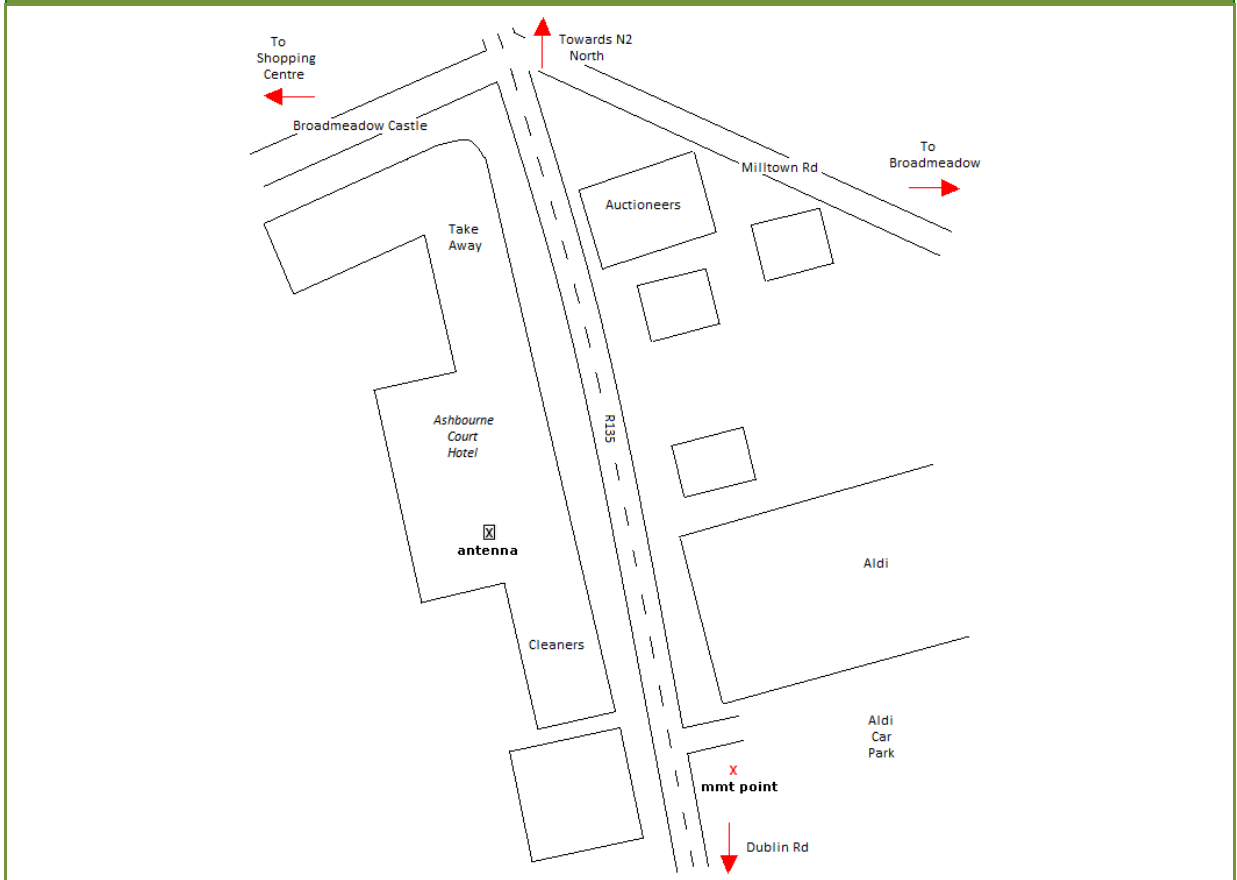 To
Shopping
Centre
Towards N2
North
Broadmeadow Castle
To
Broadmeadow
Milltown Rd
Auctioneers
Take
Away
R135
Ashbourne
Court
Hotel
X
antenna
Aldi
Cleaners
Aldi
Car
Park
X
mmt point
Dublin Rd